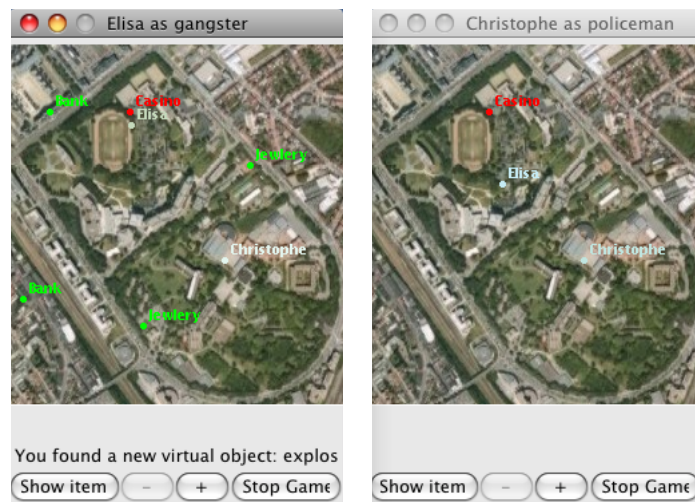 Elisa as gangster
Bank
Casino
Elisa
Jewlery
Christophe
Bank
Jewlery
You found a new virtual object: explos
Show item
-
+
Stop Game
Christophe as policeman
Casino
Elisa
Christophe
Show item
-
+
Stop Game